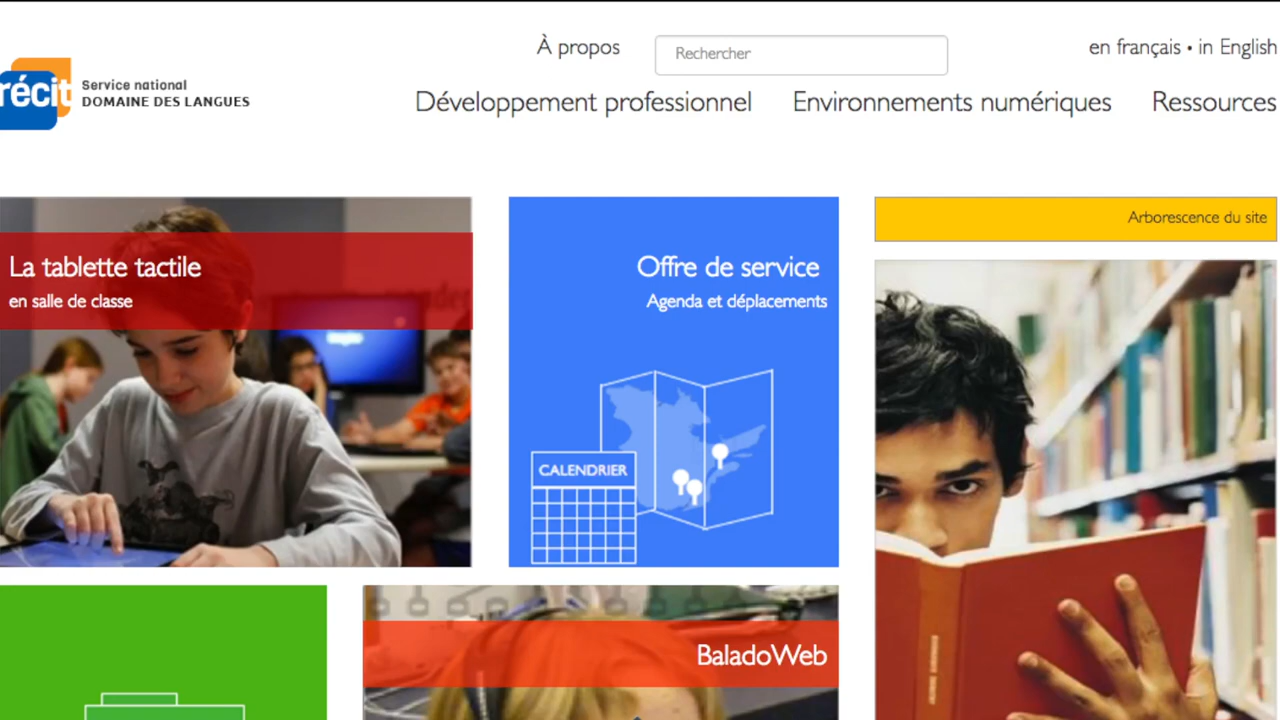 À propos
Rechercher
en français • in English
récit
Service national
DOMAINE DES LANGUES
Développement professionnel
Environnements numériques
Ressources
La tablette tactile
en salle de classe
Offre de service
Agenda et déplacements
CALENDRIER
Arborescence du site
BaladoWeb